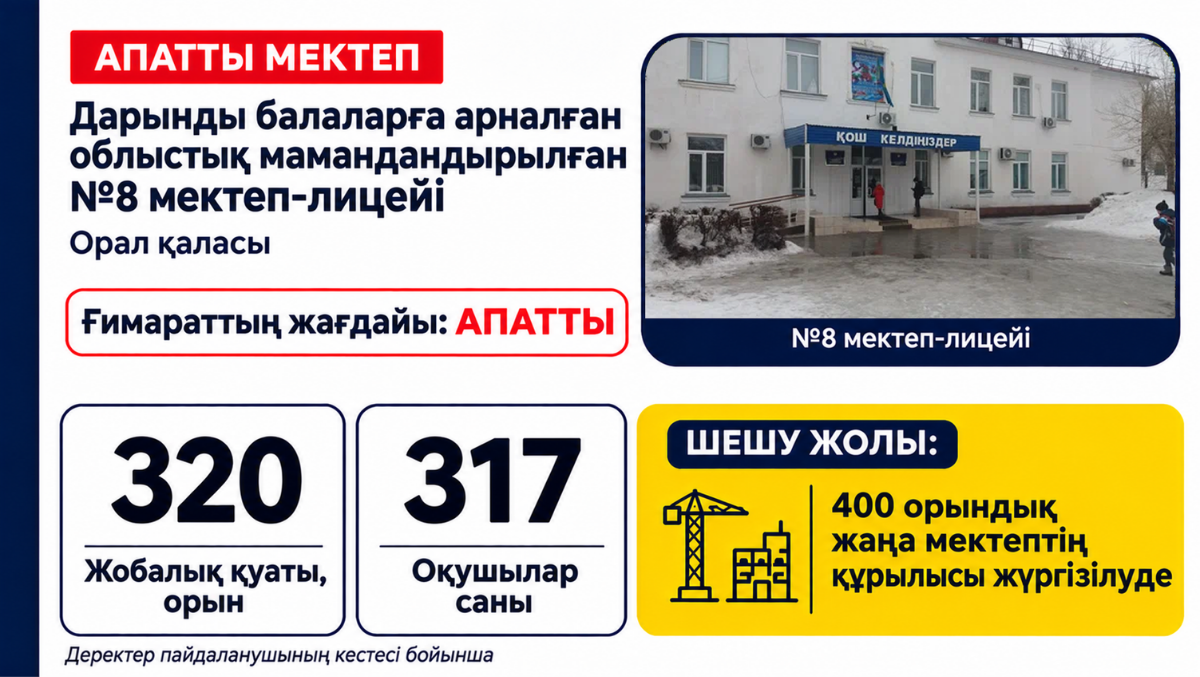 АПАТТЫ МЕКТЕП
Дарынды балаларға арналған
облыстық мамандандырылған
№8 мектеп-лицейі
Орал қаласы
Ғимараттың жағдайы: АПАТТЫ
ҚОШ КЕЛДІҢІЗДЕР
№8 мектеп-лицейі
320
Жобалық қуаты,
орын
317
Оқушылар
саны
ШЕШУ ЖОЛЫ:
400 орындық
жаңа мектептің
құрылысы жүргізілуде
Деректер пайдаланушының кестесі бойынша